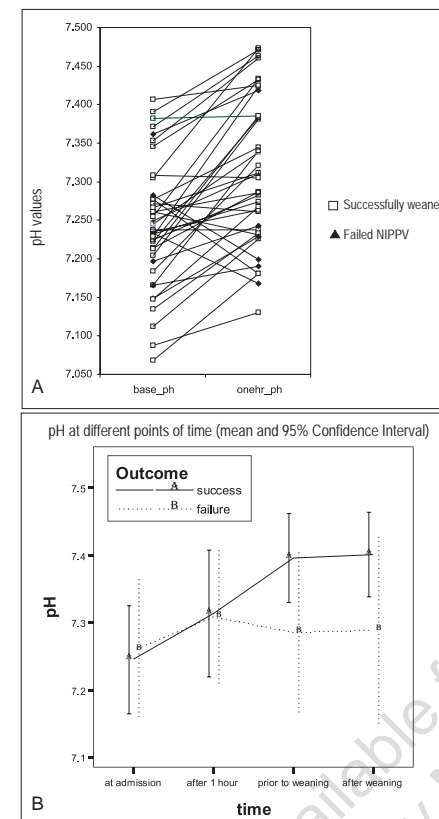 7.500
7.450
7.400
7.350
7.300
7.250
7.200
7.150
7.100
7.050
pH values
base_ph
onehr_ph
Successfully weane
Failed NIPPV
A
pH at different points of time (mean and 95% Confidence Interval)
Outcome
A success
B failure
7.5
7.4
7.3
7.2
7.1
pH
A
B
A
B
A
B
A
B
at admission
after 1 hour
prior to weaning
after weaning
time
B